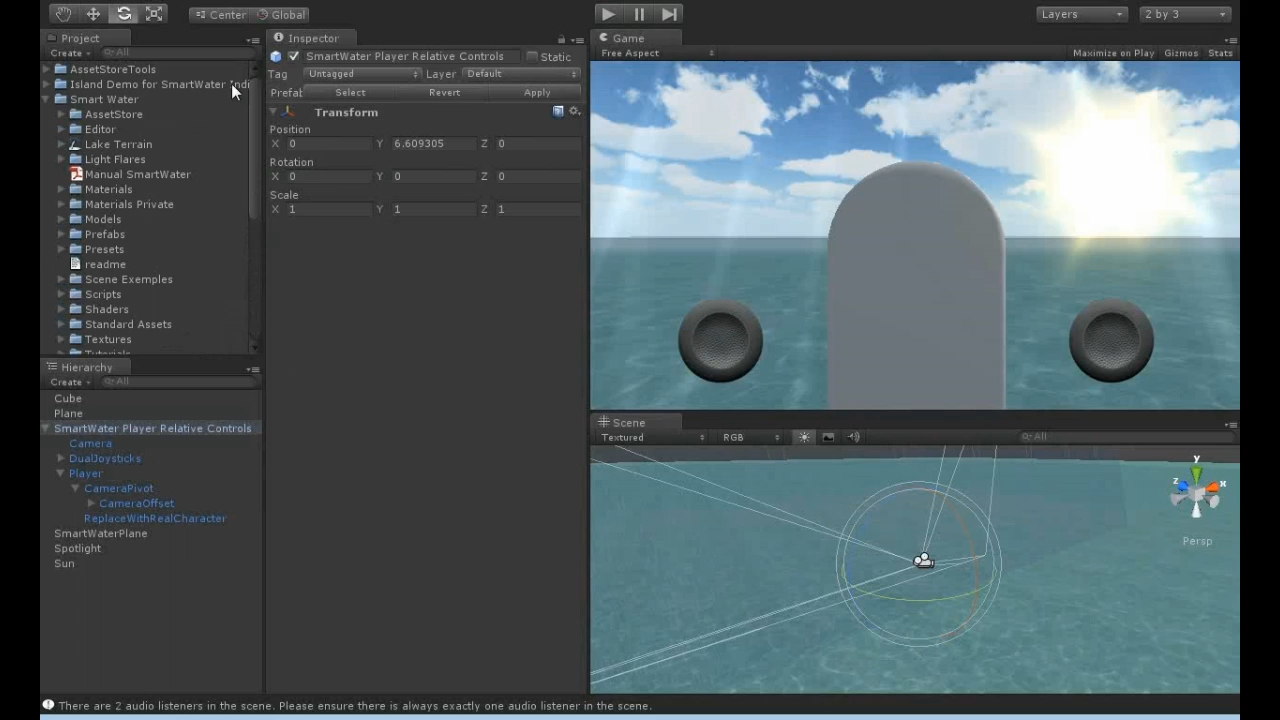 Center Global
Layers
2 by 3
Project
Create
All
AssetStoreTools
Island Demo for SmartWater Indi
Smart Water
AssetStore
Editor
Lake Terrain
Light Flares
Manual SmartWater
Materials
Materials Private
Models
Prefabs
Presets
readme
Scene Exemples
Scripts
Shaders
Standard Assets
Textures
Tutorials
Hierarchy
Create
All
Cube
Plane
SmartWater Player Relative Controls
Camera
DualJoysticks
Player
CameraPivot
CameraOffset
ReplaceWithRealCharacter
SmartWaterPlane
Spotlight
Sun
Inspector
SmartWater Player Relative Controls
Static
Tag Untagged Layer Default
Prefat Select Revert Apply
Transform
Position
X 0 Y 6.609305 Z 0
Rotation
X 0 Y 0 Z 0
Scale
X 1 Y 1 Z 1
Game
Free Aspect Maximize on Play Gizmos Stats
Scene
Textured RGB All
y
z x
Persp
There are 2 audio listeners in the scene. Please ensure there is always exactly one audio listener in the scene.